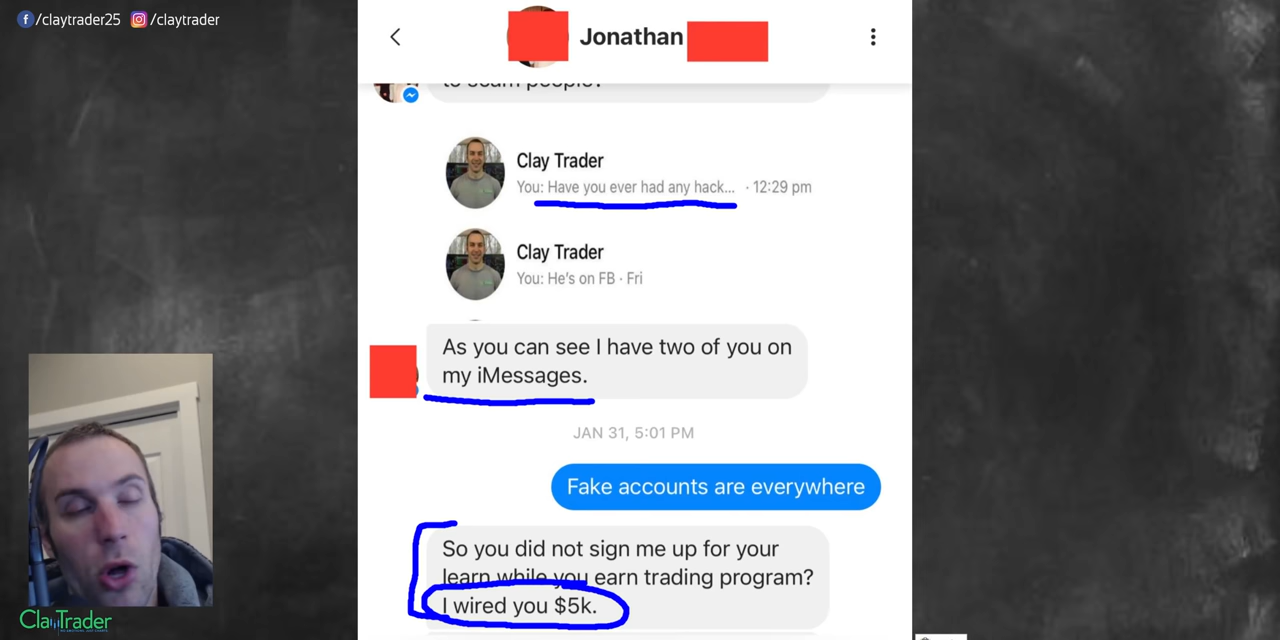 /claytrader25 /claytrader
Jonathan
to scam people?
Clay Trader
You: Have you ever had any hack... · 12:29 pm
Clay Trader
You: He's on FB · Fri
As you can see I have two of you on
my iMessages.
JAN 31, 5:01 PM
Fake accounts are everywhere
So you did not sign me up for your
learn while you earn trading program?
I wired you $5k.
ClayTrader